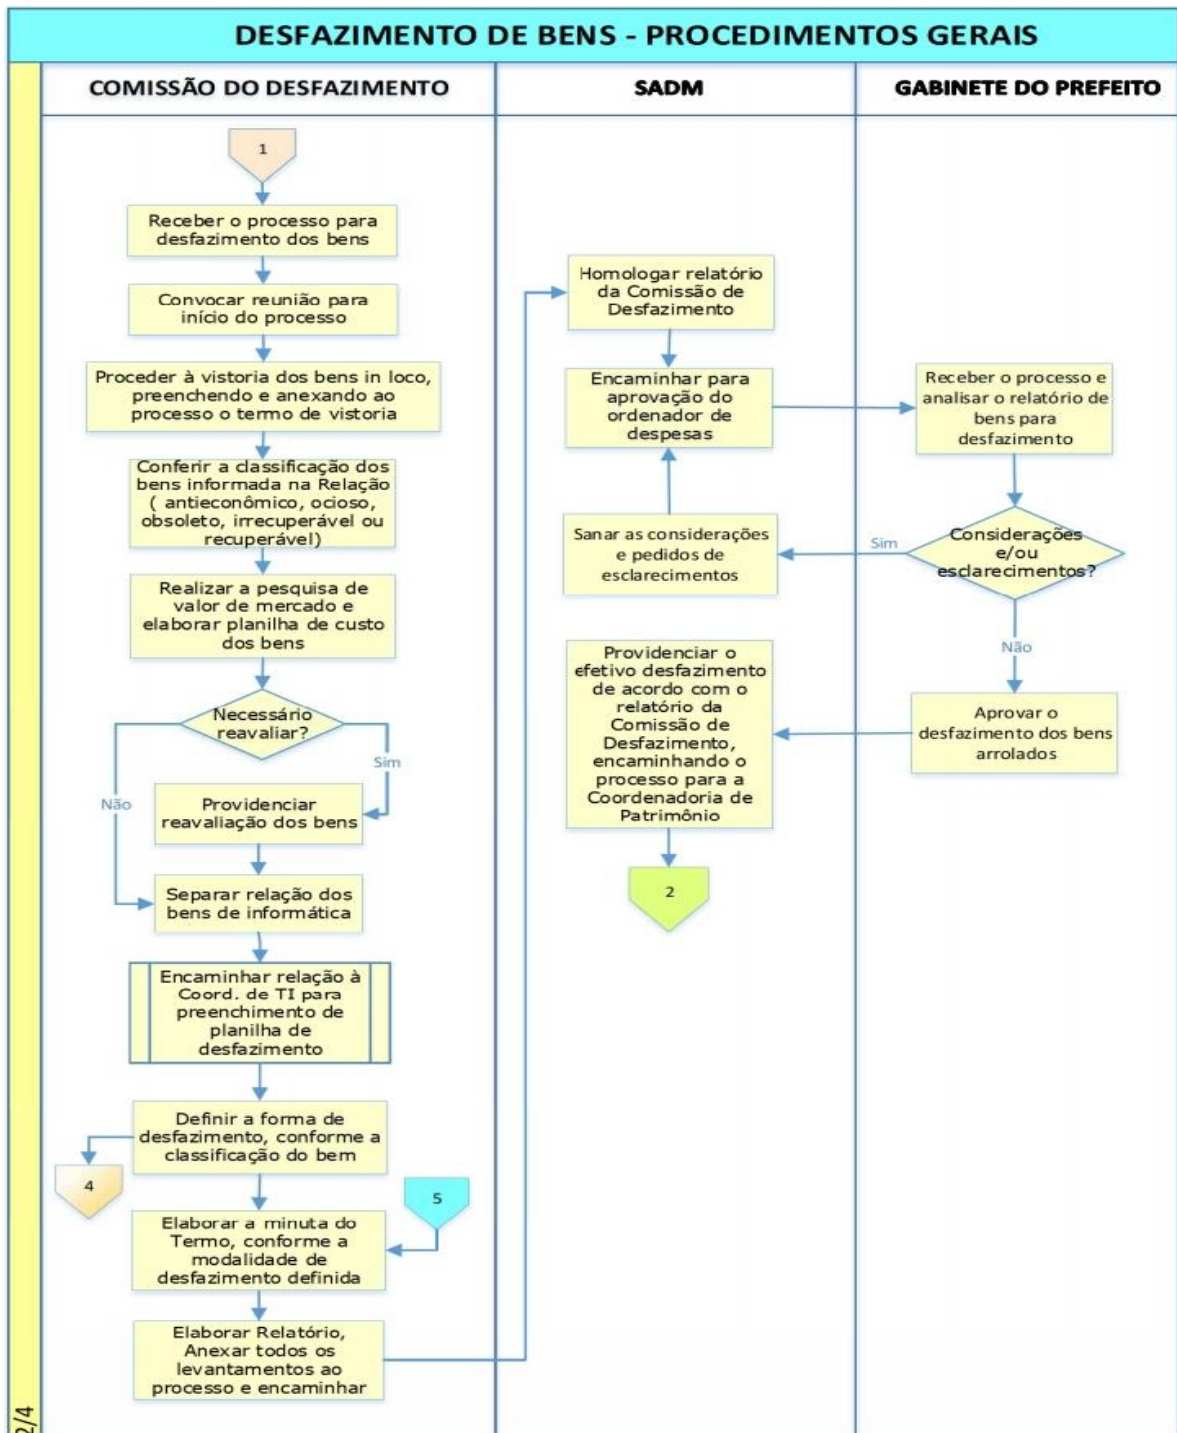 DESFAZIMENTO DE BENS - PROCEDIMENTOS GERAIS
COMISSÃO DO DESFAZIMENTO
SADM
GABINETE DO PREFEITO
1
Receber o processo para
desfazimento dos bens
Convocar reunião para
início do processo
Proceder à vistoria dos bens in loco,
preenchendo e anexando ao
processo o termo de vistoria
Conferir a classificação dos
bens informada na Relação
( antieconômico, ocioso,
obsoleto, irrecuperável ou
recuperável)
Realizar a pesquisa de
valor de mercado e
elaborar planilha de custo
dos bens
Necessário
reavaliar?
Sim
Não
Providenciar
reavaliação dos bens
Separar relação dos
bens de informática
Encaminhar relação à
Coord. de TI para
preenchimento de
planilha de
desfazimento
Definir a forma de
desfazimento, conforme a
classificação do bem
4
5
Elaborar a minuta do
Termo, conforme a
modalidade de
desfazimento definida
Elaborar Relatório,
Anexar todos os
levantamentos ao
processo e encaminhar
Homologar relatório
da Comissão de
Desfazimento
Encaminhar para
aprovação do
ordenador de
despesas
Sanar as considerações
e pedidos de
esclarecimentos
Providenciar o
efetivo desfazimento
de acordo com o
relatório da
Comissão de
Desfazimento,
encaminhando o
processo para a
Coordenadoria de
Patrimônio
2
Receber o processo e
analisar o relatório de
bens para
desfazimento
Considerações
e/ou
esclarecimentos?
Sim
Não
Aprovar o
desfazimento dos bens
arrolados
2/4